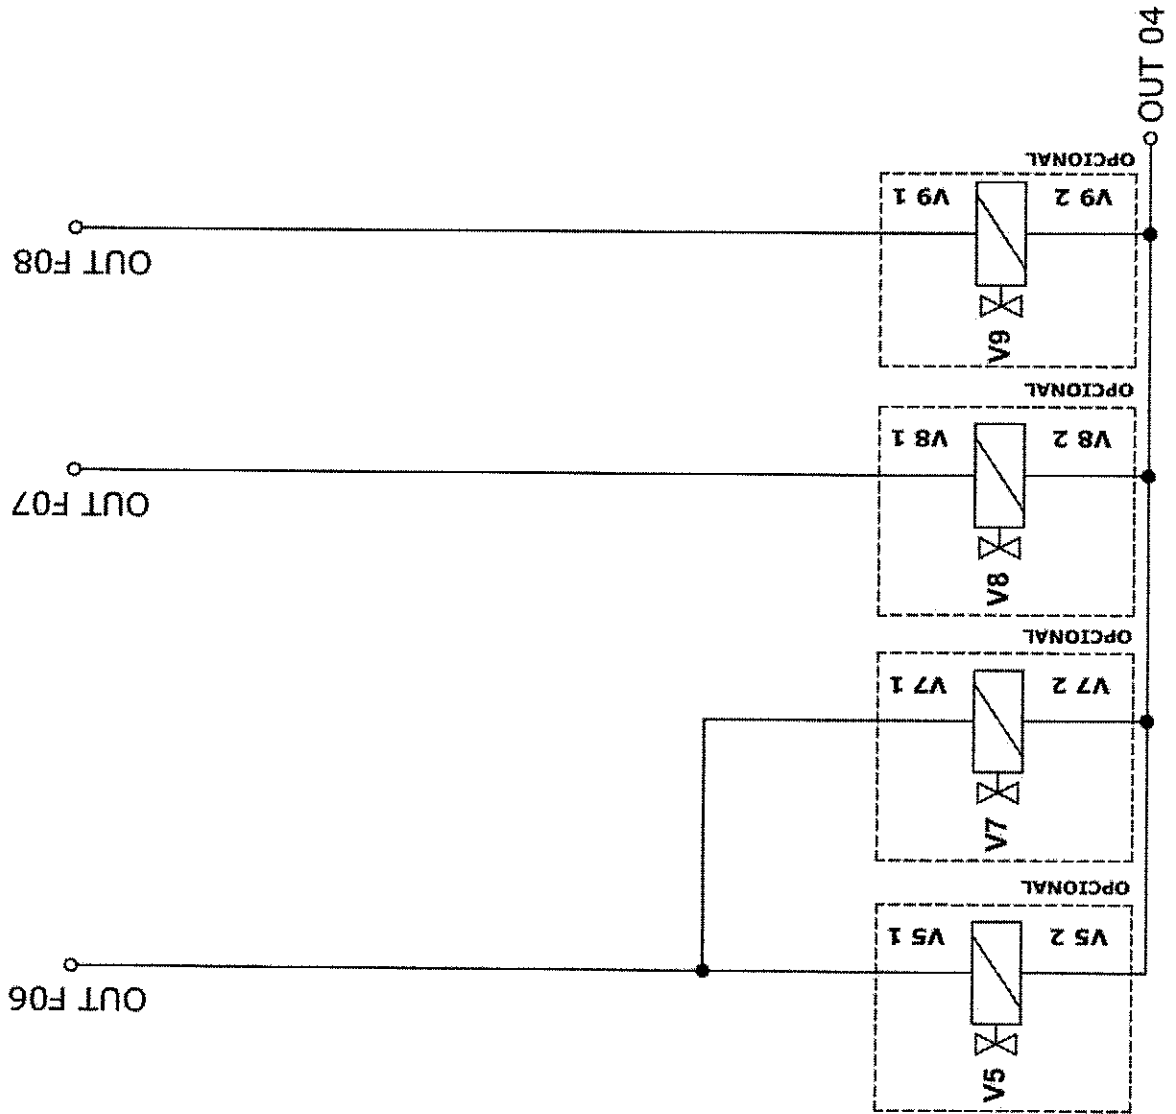 OUT 04
OPCIONAL
V9 1
V9 2
V9
OUT F08
OPCIONAL
V8 1
V8 2
V8
OUT F07
OPCIONAL
V7 1
V7 2
V7
OPCIONAL
V5 1
V5 2
V5
OUT F06